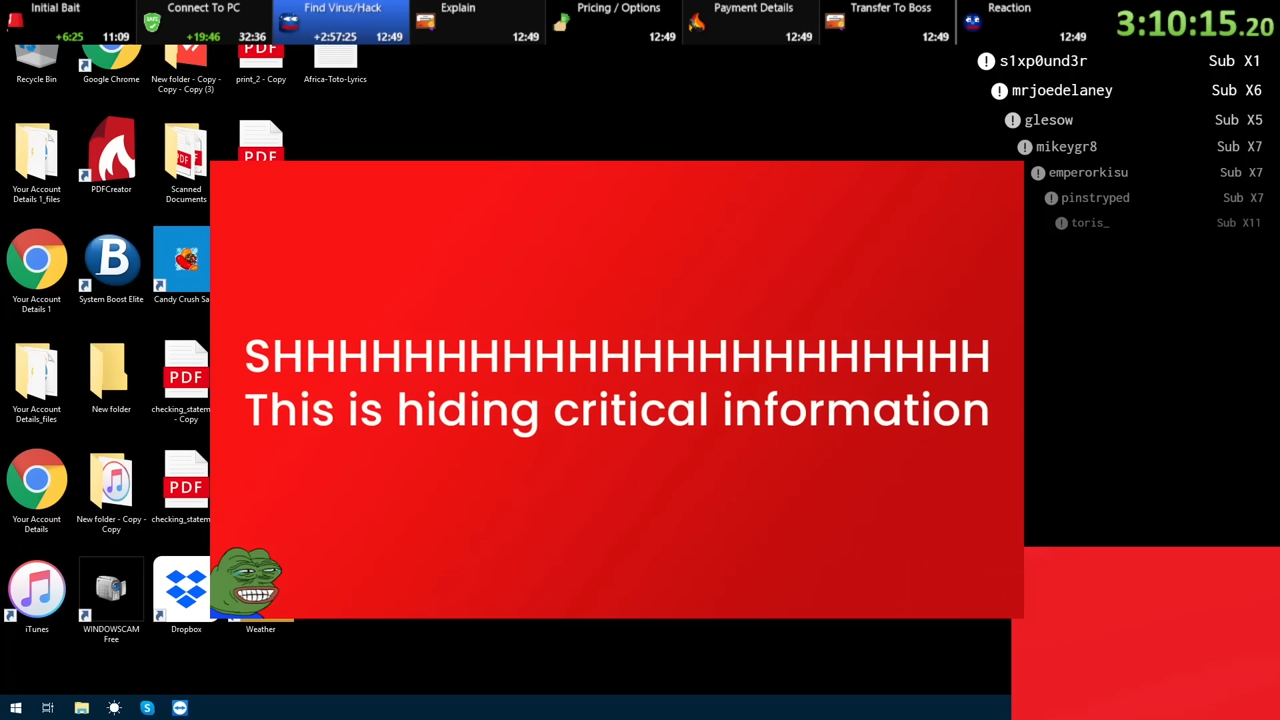 Initial Bait
+6:25 11:09
Connect To PC
+19:46 32:36
Find Virus/Hack
+2:57:25 12:49
Explain
12:49
Pricing / Options
12:49
Payment Details
12:49
Transfer To Boss
12:49
Reaction
12:49
3:10:15.20
s1xp0und3r Sub X1
mrjoedelaney Sub X6
glesow Sub X5
mikeygr8 Sub X7
emperorkisu Sub X7
pinstryped Sub X7
toris_ Sub X11
Recycle Bin
Google Chrome
New folder - Copy - Copy - Copy (3)
print_2 - Copy
Africa-Toto-Lyrics
PDF
Your Account
Details 1_files
PDFCreator
Scanned
Documents
PDF
Your Account
Details 1
B
System Boost Elite
Candy Crush Sa
Your Account
Details_files
New folder
PDF
checking_statem
- Copy
Your Account
Details
New folder - Copy -
Copy
PDF
checking_statem
iTunes
WINDOWSCAM
Free
Dropbox
Weather
SHHHHHHHHHHHHHHHHHHHHHH
This is hiding critical information